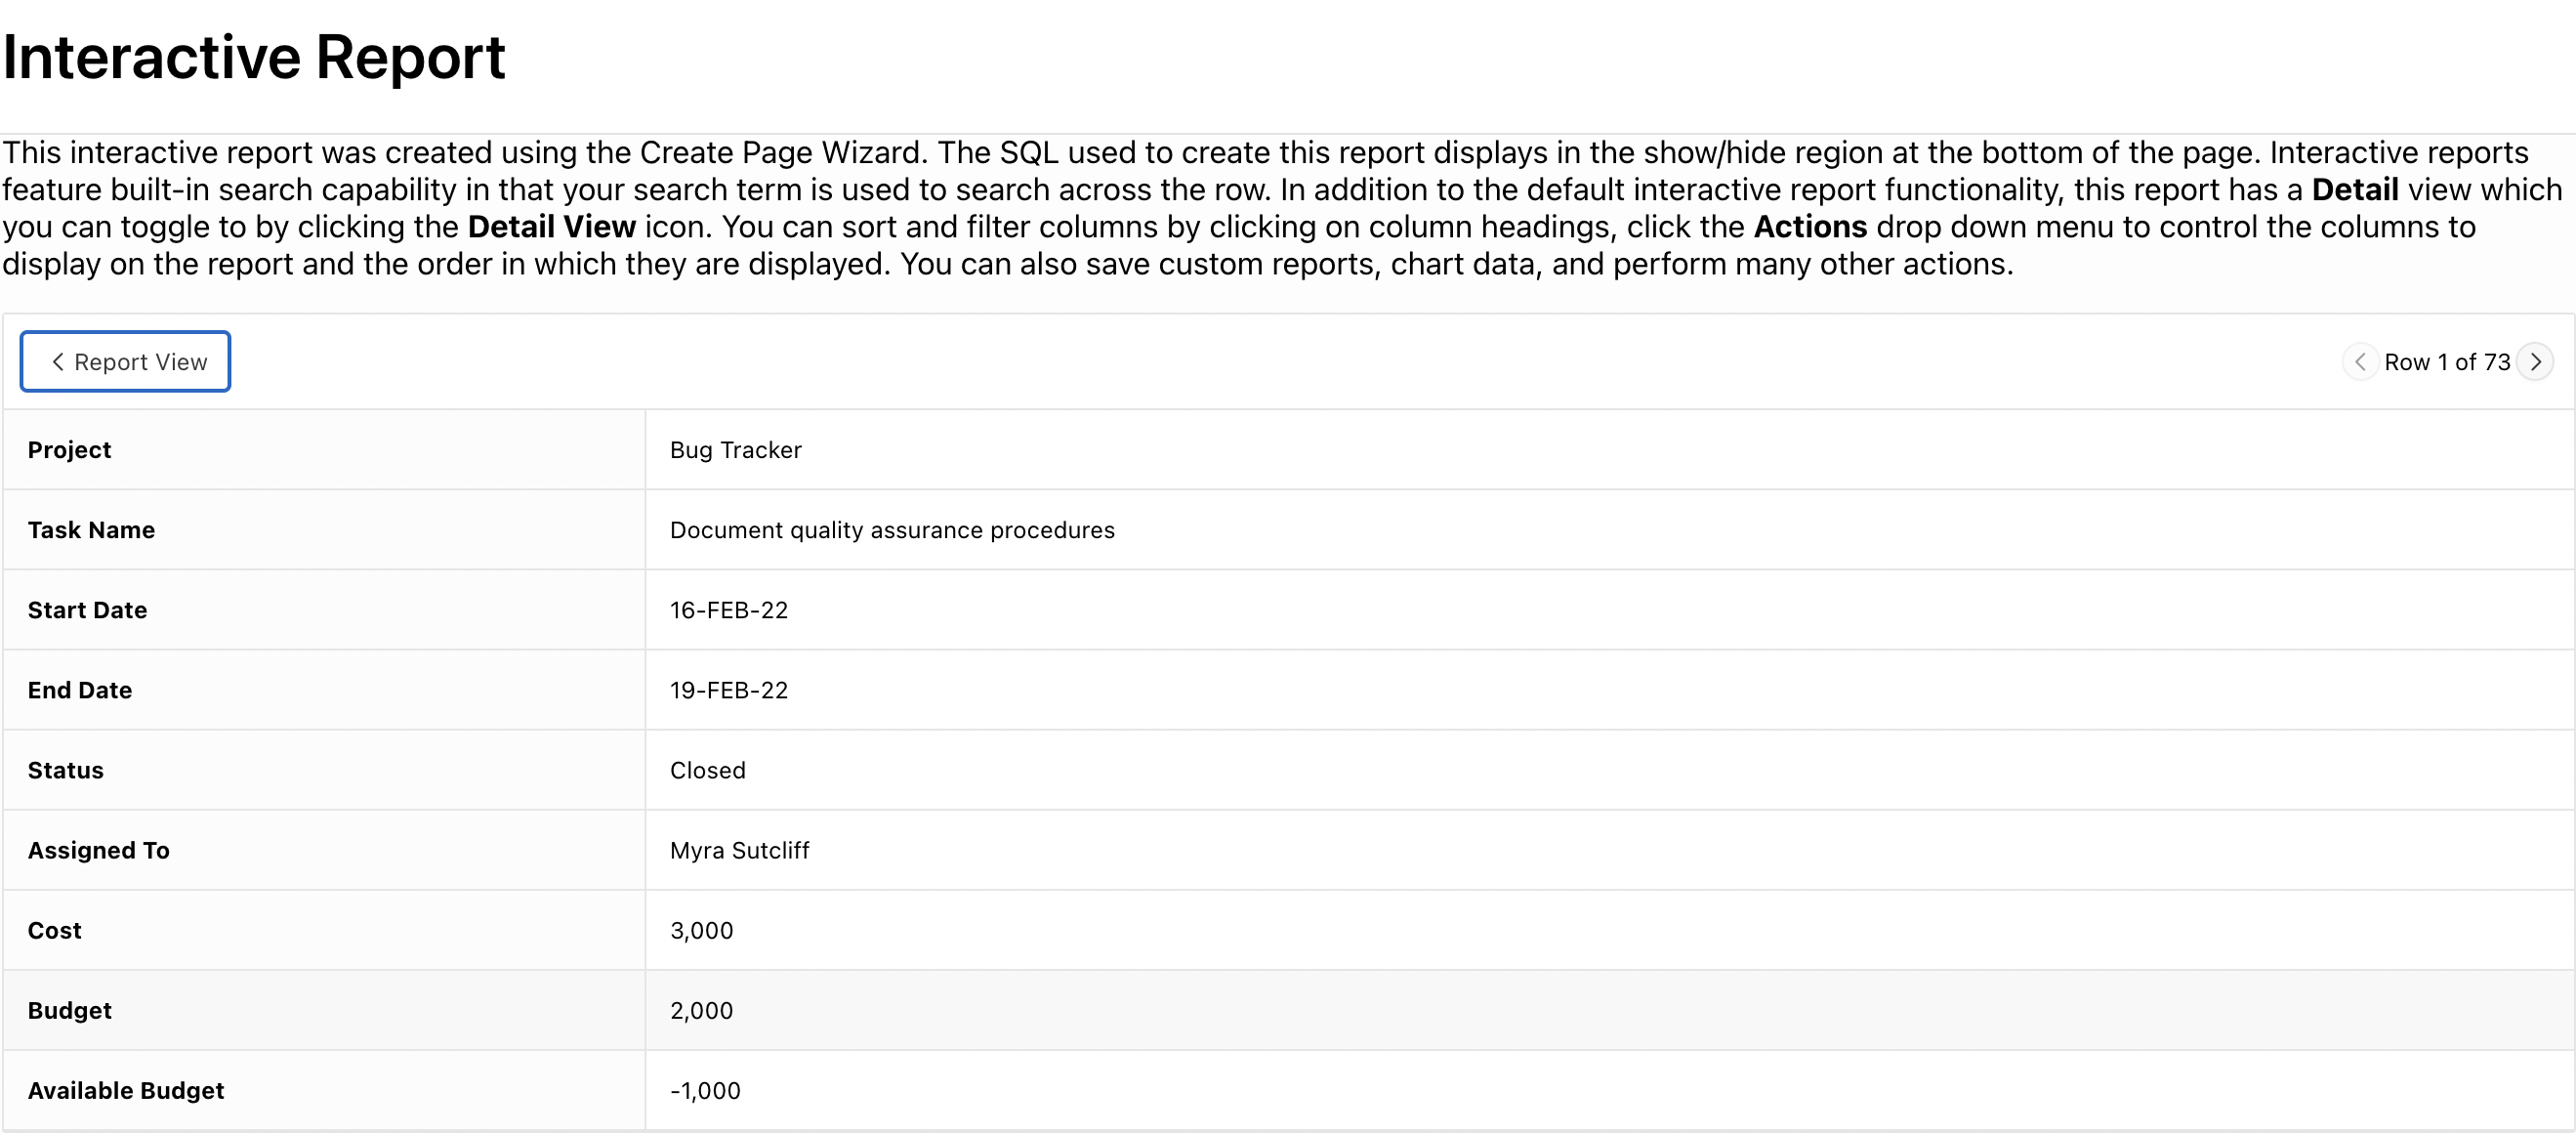 Interactive Report
This interactive report was created using the Create Page Wizard. The SQL used to create this report displays in the show/hide region at the bottom of the page. Interactive reports
feature built-in search capability in that your search term is used to search across the row. In addition to the default interactive report functionality, this report has a Detail view which
you can toggle to by clicking the Detail View icon. You can sort and filter columns by clicking on column headings, click the Actions drop down menu to control the columns to
display on the report and the order in which they are displayed. You can also save custom reports, chart data, and perform many other actions.
Report View Row 1 of 73
Project Bug Tracker
Task Name Document quality assurance procedures
Start Date 16-FEB-22
End Date 19-FEB-22
Status Closed
Assigned To Myra Sutcliff
Cost 3,000
Budget 2,000
Available Budget -1,000